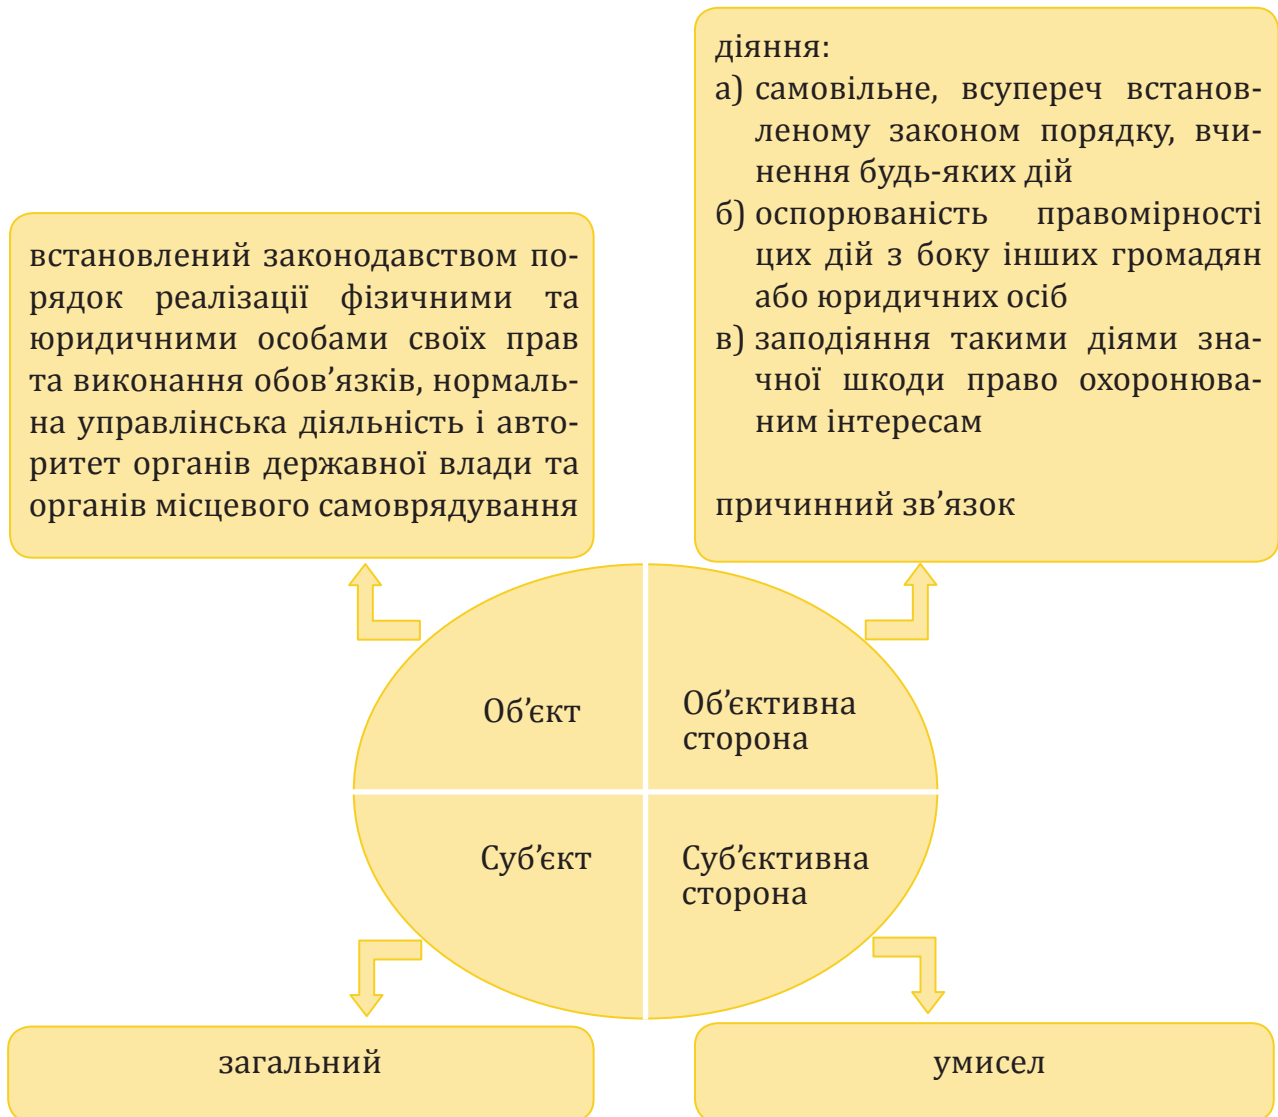 діяння:
а) самовільне, всупереч встанов-
леному законом порядку, вчи-
нення будь-яких дій
б) оспорюваність правомірності
цих дій з боку інших громадян
або юридичних осіб
в) заподіяння такими діями зна-
чної шкоди право охоронюва-
ним інтересам
причинний зв’язок
встановлений законодавством по-
рядок реалізації фізичними та
юридичними особами своїх прав
та виконання обов’язків, нормаль-
на управлінська діяльність і авто-
ритет органів державної влади та
органів місцевого самоврядування
Об’єкт
Об’єктивна
сторона
Суб’єкт
Суб’єктивна
сторона
загальний
умисел